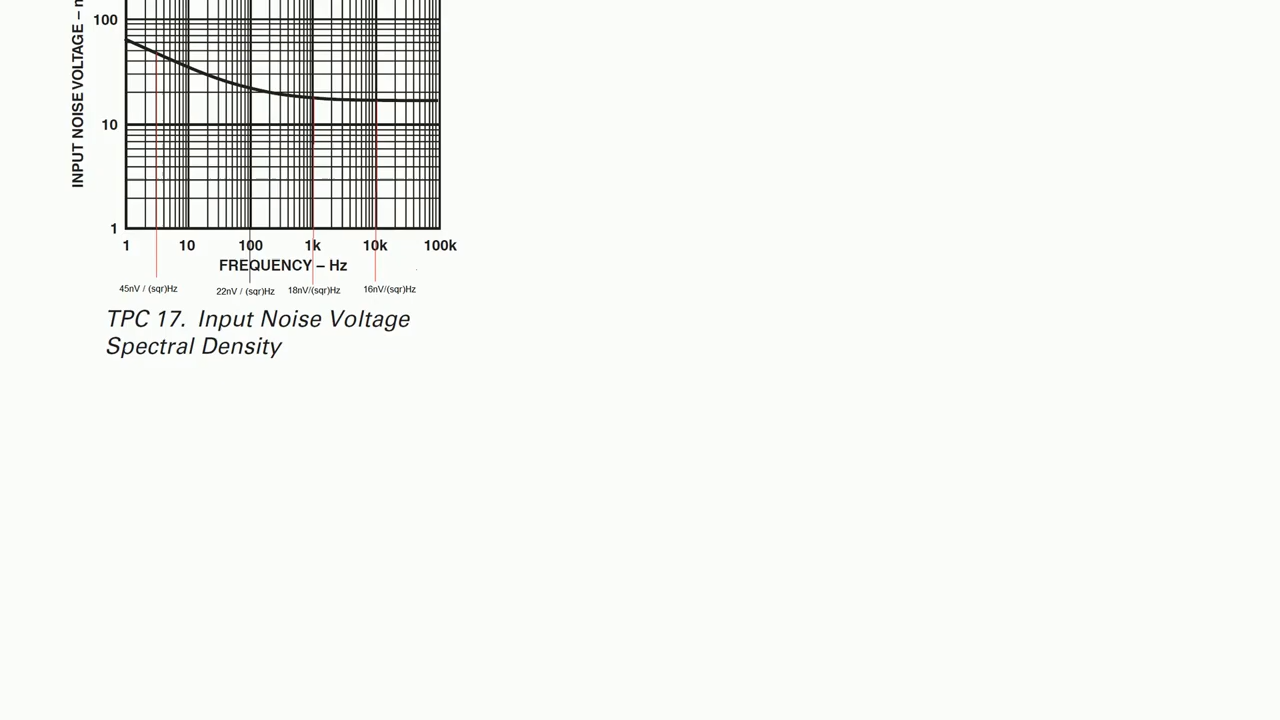 100
INPUT NOISE VOLTAGE –
10
1
1 10 100 1k 10k 100k
FREQUENCY – Hz
45nV / (sqr)Hz 22nV / (sqr)Hz 18nV/(sqr)Hz 16nV/(sqr)Hz
TPC 17. Input Noise Voltage
Spectral Density